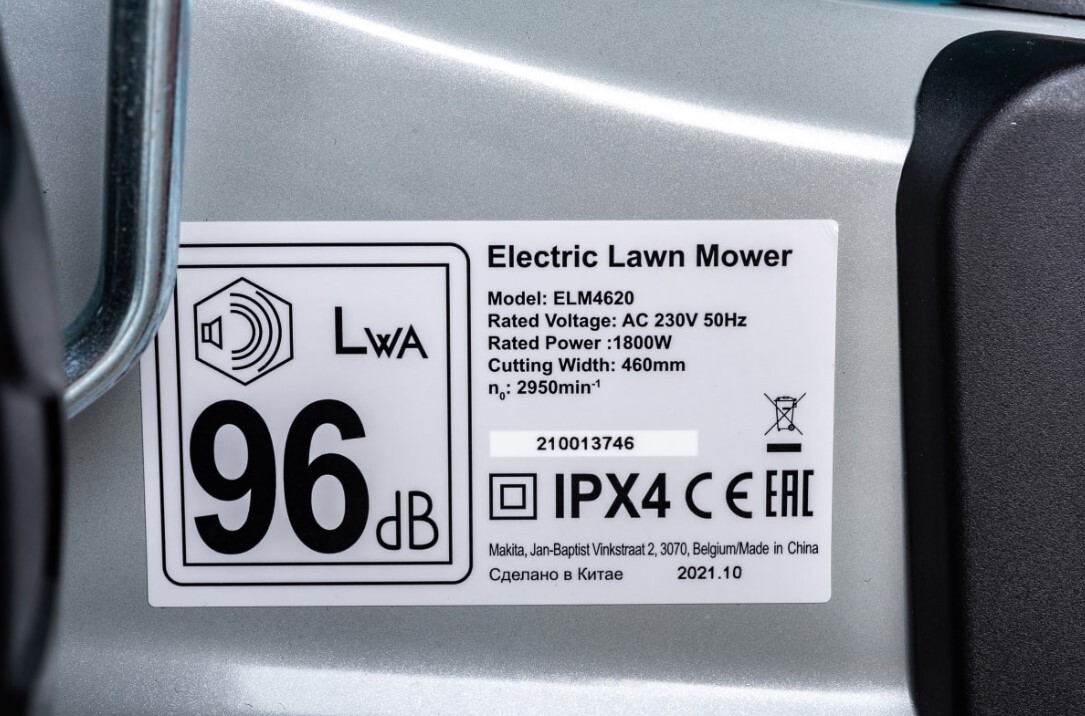 LWA
96 dB
Electric Lawn Mower
Model: ELM4620
Rated Voltage: AC 230V 50Hz
Rated Power :1800W
Cutting Width: 460mm
n₀: 2950min⁻¹
210013746
IPX4 CE EAC
Makita, Jan-Baptist Vinkstraat 2, 3070, Belgium/Made in China
Сделано в Китае 2021.10